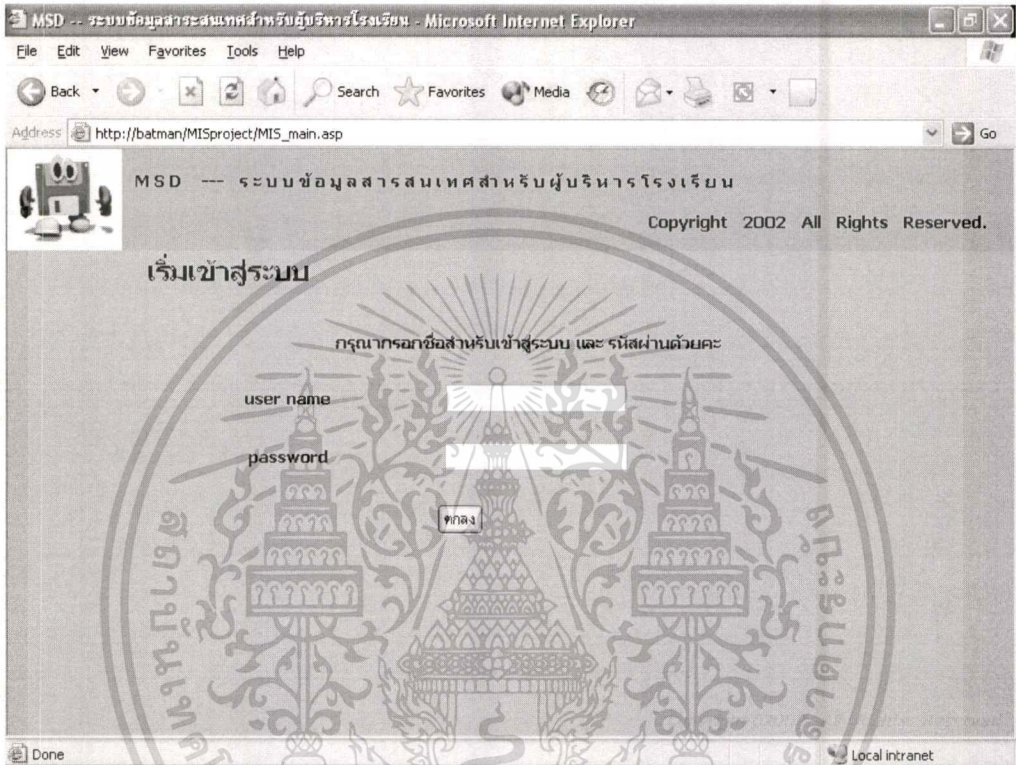 MSD -- ระบบข้อมูลสาระสนเทศสำหรับผู้บริหารโรงเรียน - Microsoft Internet Explorer
File Edit View Favorites Tools Help
Back Search Favorites Media
Address http://batman/MISproject/MIS_main.asp Go
MSD --- ระบบข้อมูลสารสนเทศสำหรับผู้บริหารโรงเรียน
Copyright 2002 All Rights Reserved.
เริ่มเข้าสู่ระบบ
กรุณากรอกชื่อสำหรับเข้าสู่ระบบ และ รหัสผ่านด้วยคะ
user name
password
ตกลง
Done Local intranet